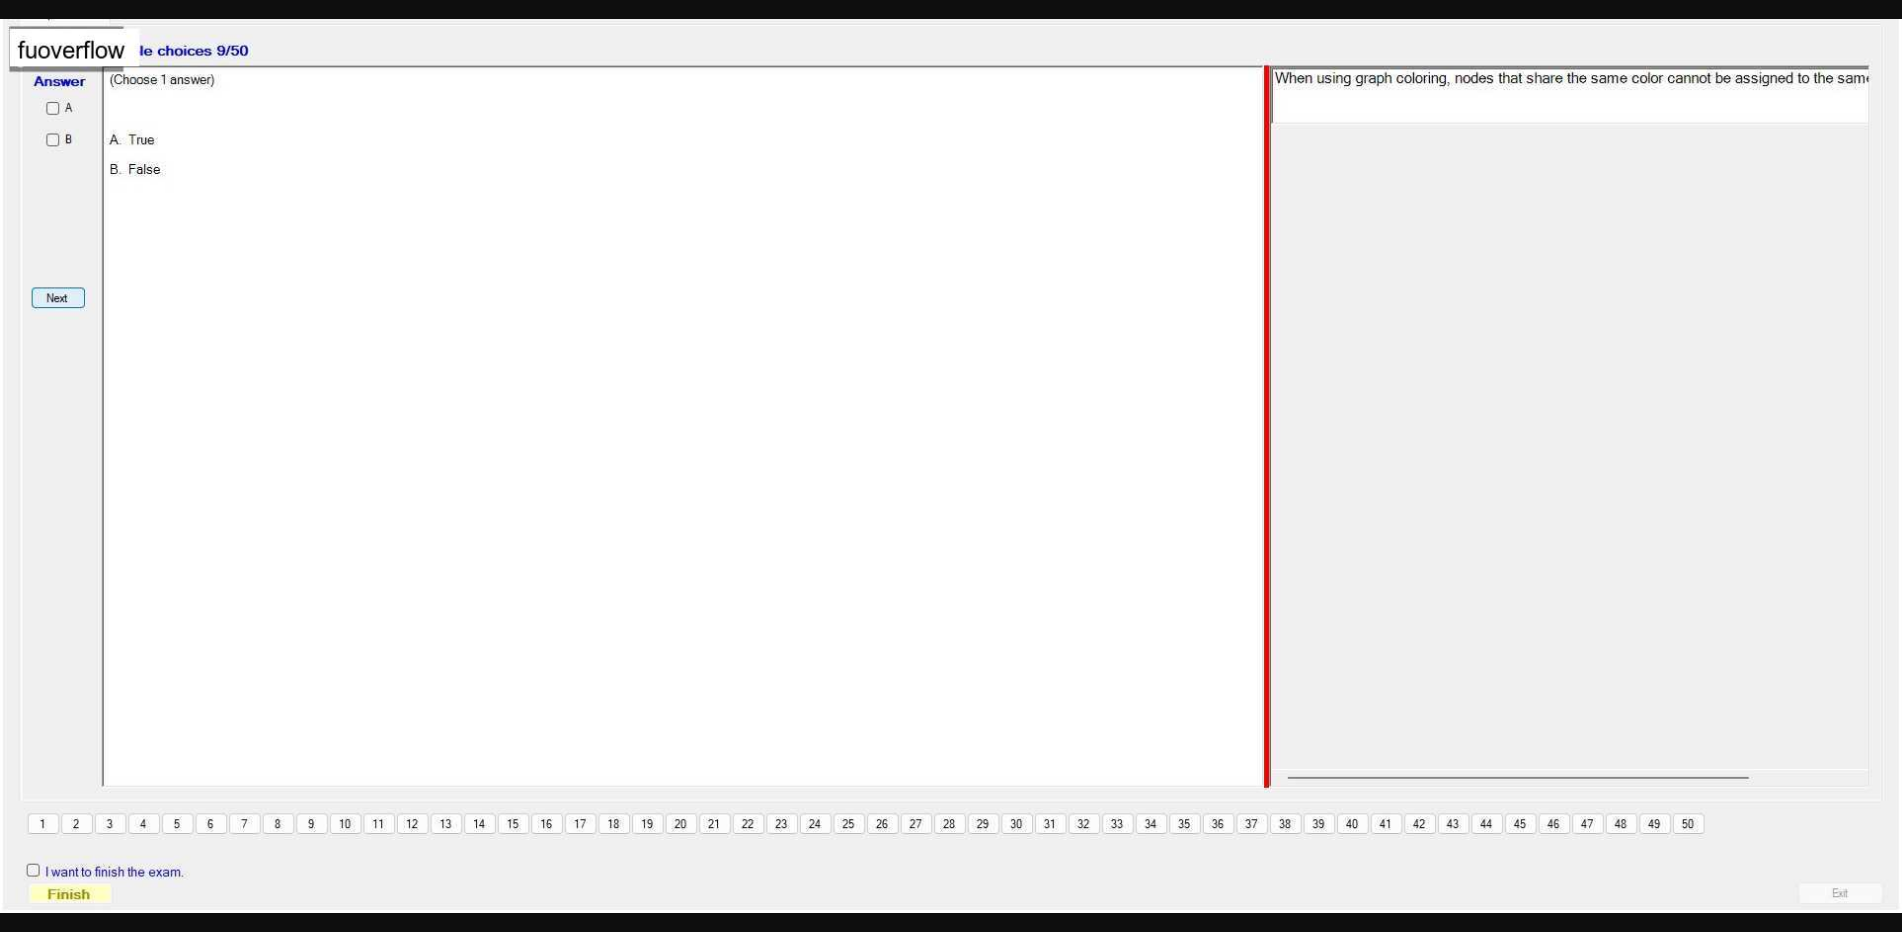 fuoverflow
le choices 9/50
Answer
(Choose 1 answer)
When using graph coloring, nodes that share the same color cannot be assigned to the same
A
B
A. True
B. False
Next
1 2 3 4 5 6 7 8 9 10 11 12 13 14 15 16 17 18 19 20 21 22 23 24 25 26 27 28 29 30 31 32 33 34 35 36 37 38 39 40 41 42 43 44 45 46 47 48 49 50
I want to finish the exam.
Finish
Exit